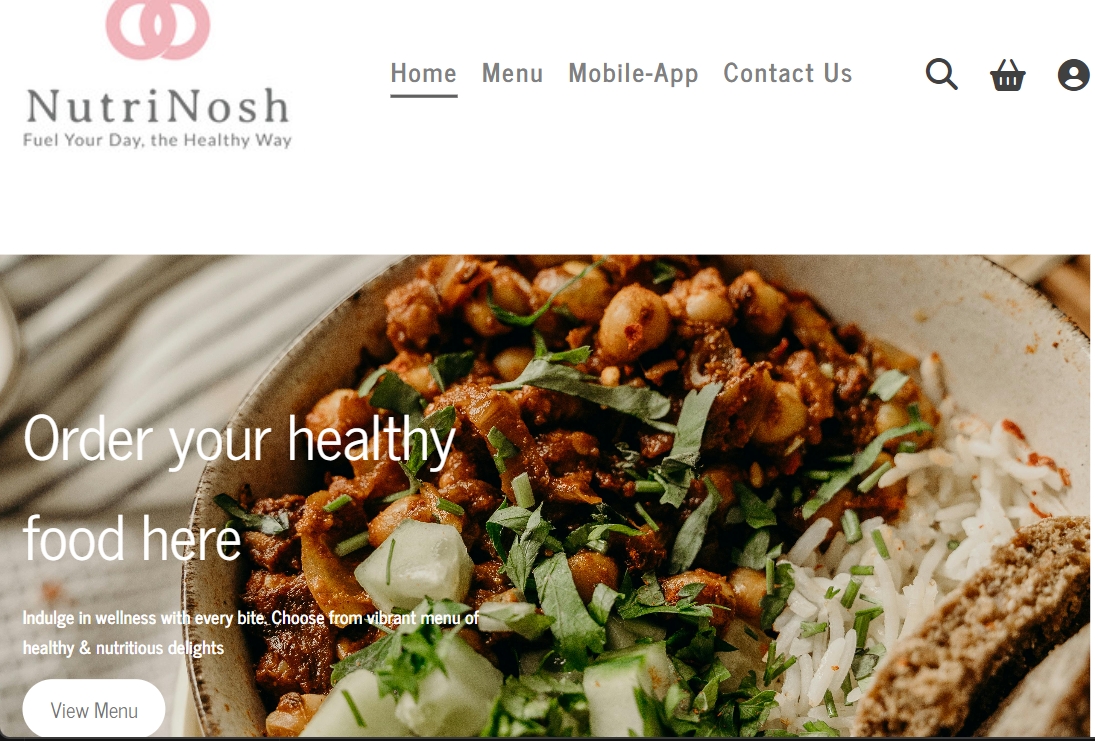 NutriNosh
Fuel Your Day, the Healthy Way
Home Menu Mobile-App Contact Us
Order your healthy
food here
Indulge in wellness with every bite. Choose from vibrant menu of
healthy & nutritious delights
View Menu